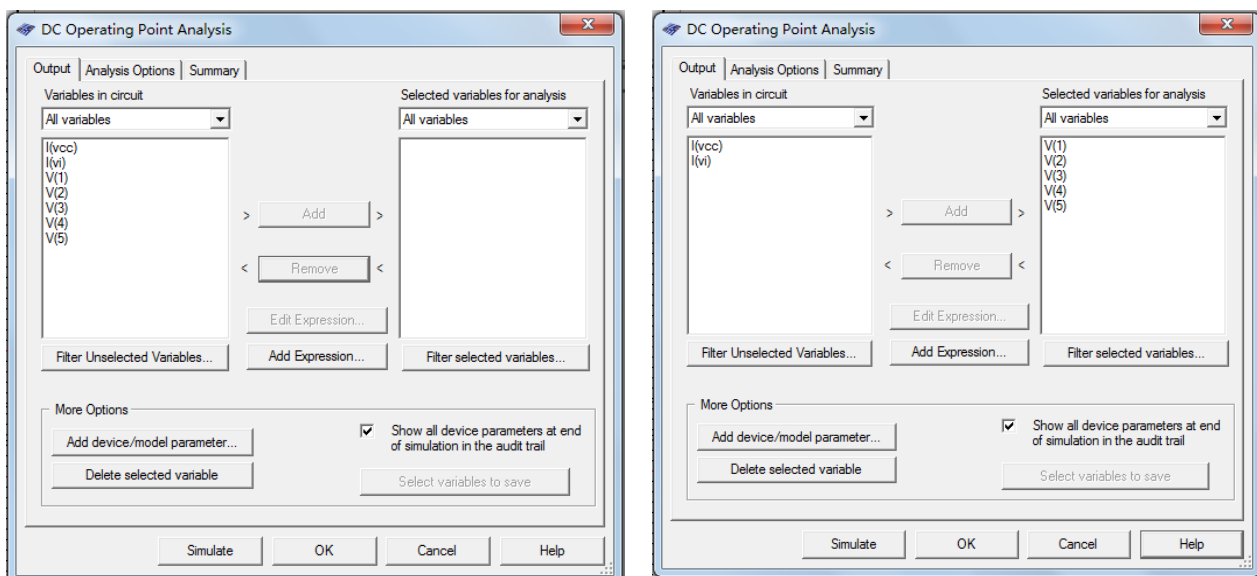 DC Operating Point Analysis
Output
Analysis Options
Summary
Variables in circuit
Selected variables for analysis
All variables
All variables
I(vcc)
I(vi)
V(1)
V(2)
V(3)
V(4)
V(5)
> Add >
< Remove <
Edit Expression...
Filter Unselected Variables...
Add Expression...
Filter selected variables...
More Options
Add device/model parameter...
Show all device parameters at end
of simulation in the audit trail
Delete selected variable
Select variables to save
Simulate
OK
Cancel
Help
DC Operating Point Analysis
Output
Analysis Options
Summary
Variables in circuit
Selected variables for analysis
All variables
All variables
I(vcc)
I(vi)
V(1)
V(2)
V(3)
V(4)
V(5)
> Add >
< Remove <
Edit Expression...
Filter Unselected Variables...
Add Expression...
Filter selected variables...
More Options
Add device/model parameter...
Show all device parameters at end
of simulation in the audit trail
Delete selected variable
Select variables to save
Simulate
OK
Cancel
Help